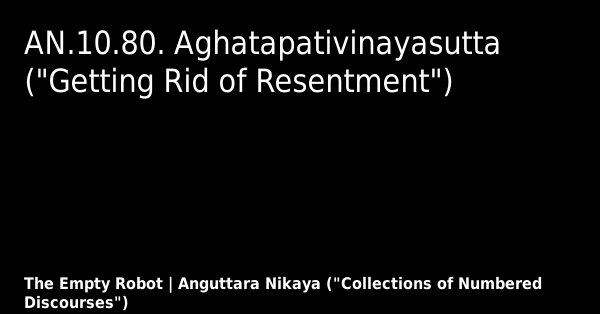 AN.10.80. Aghatapativinayasutta
("Getting Rid of Resentment")
The Empty Robot | Anguttara Nikaya ("Collections of Numbered
Discourses")